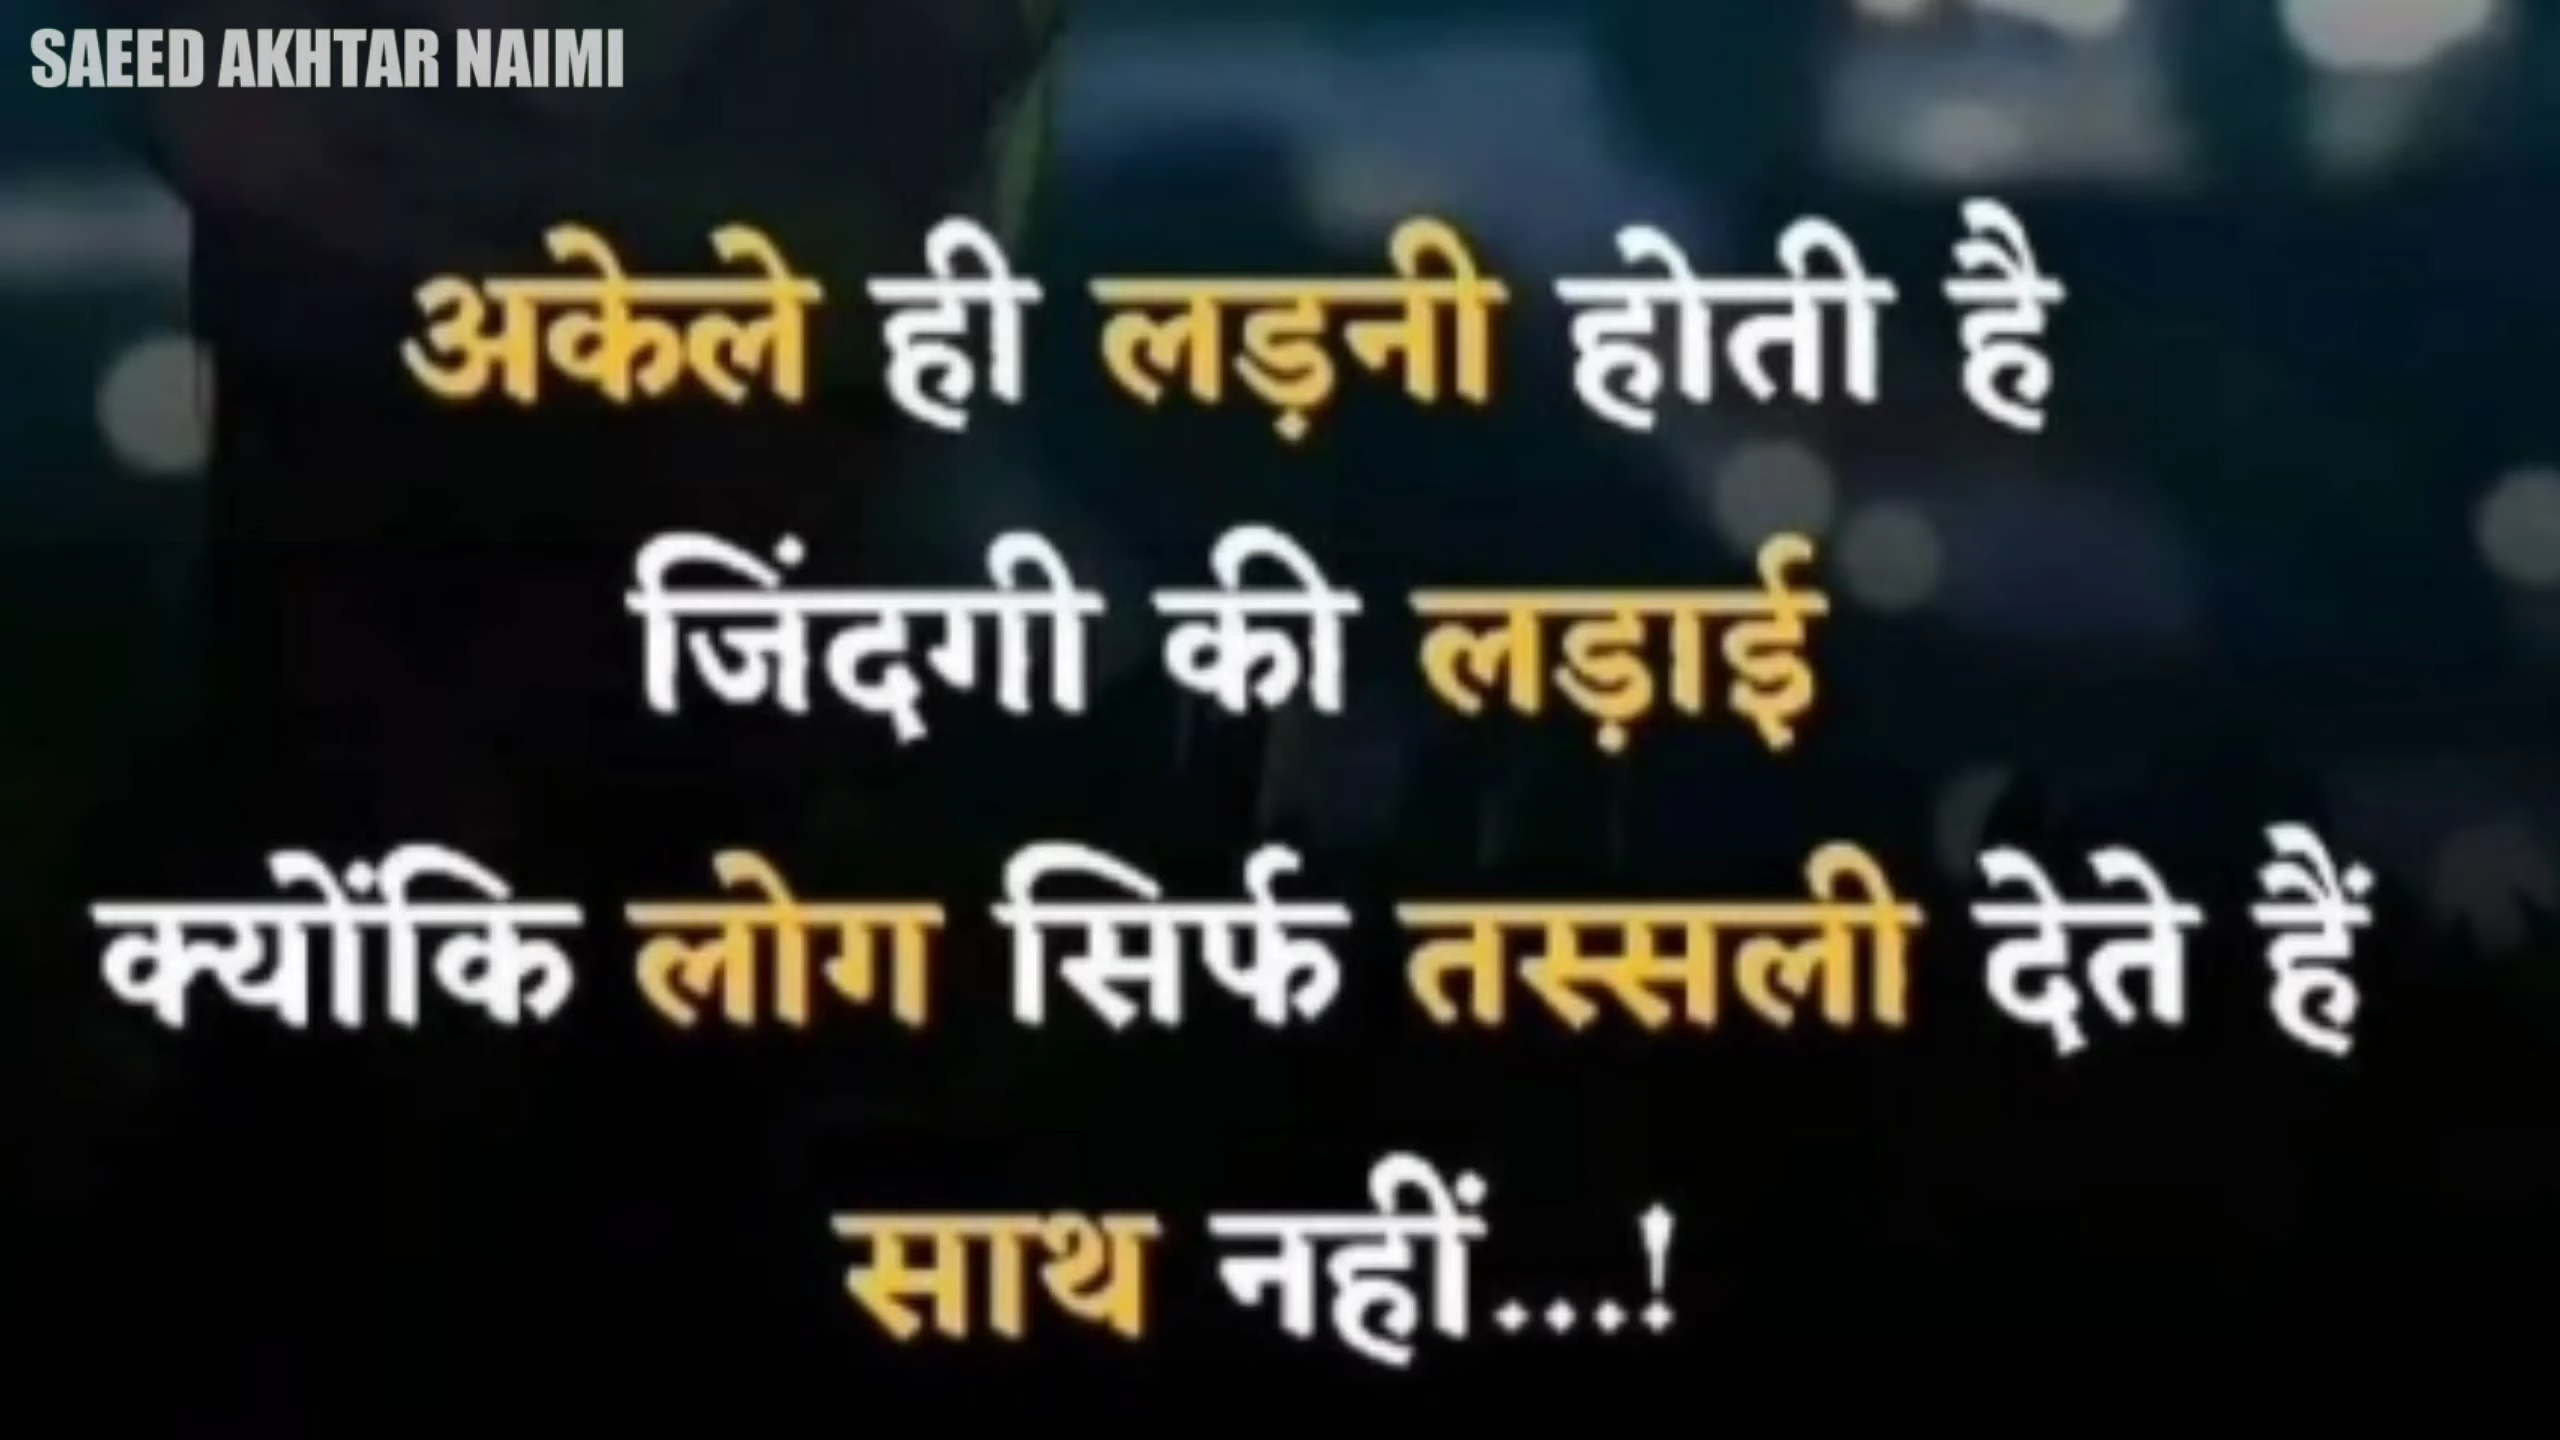 SAEED AKHTAR NAIMI
अकेले ही लड़नी होती है
जिंदगी की लड़ाई
क्योंकि लोग सिर्फ तस्सली देते हैं
साथ नहीं...!